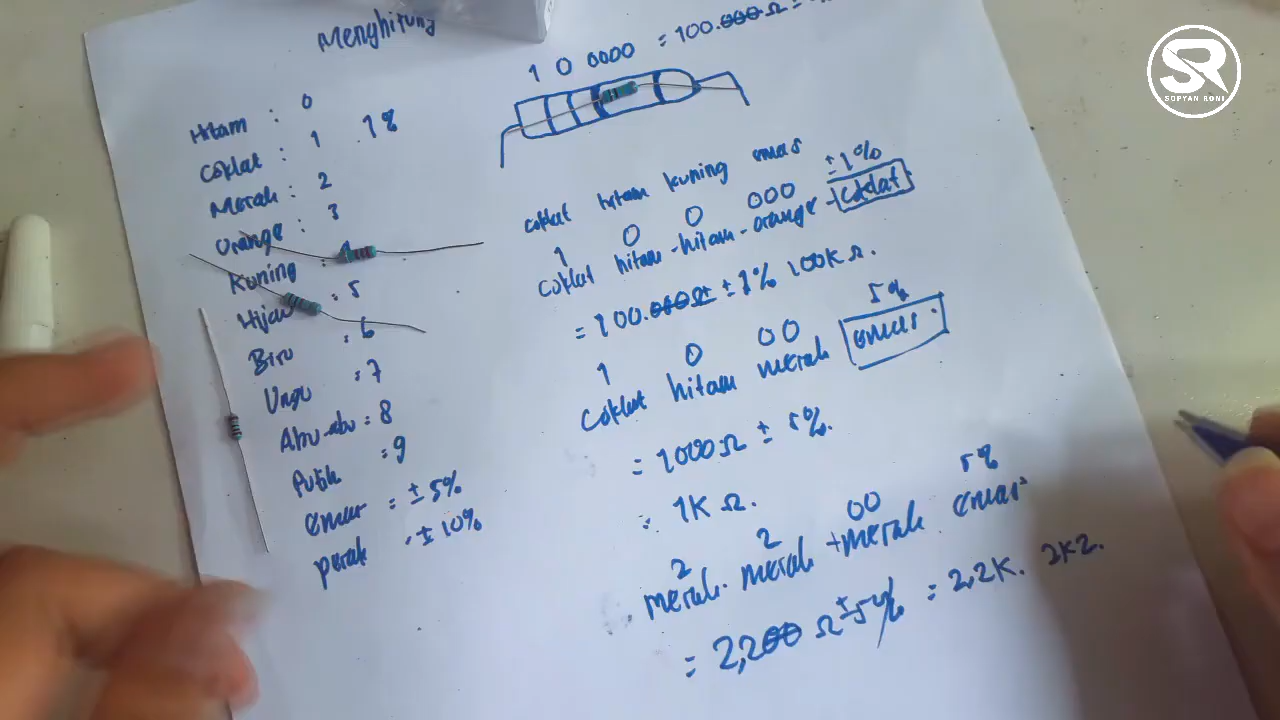 Menghitung
Hitam : 0
Coklat : 1 .1%
Merah : 2
Orange : 3
Kuning :
Hijau : 5
Biru : 6
Ungu : 7
Abu-abu : 8
Putih : 9
emas = ± 5%
perak ± 10%
1 0 0000 = 100.000 Ω =
coklat hitam kuning emas
1 0 0 000 ±1%
coklat hitam - hitam - orange - coklat
= 100.000 Ω ± ± 1% 100K Ω.
1 0 00 5%
coklat hitam merah emas.
= 1000 Ω ± 5%.
: 1K Ω.
2 2 00 5%
merah. merah + merah emas
= 2,200 Ω ± 5% = 2,2K. 2K2.
SR
SOPYAN RONI